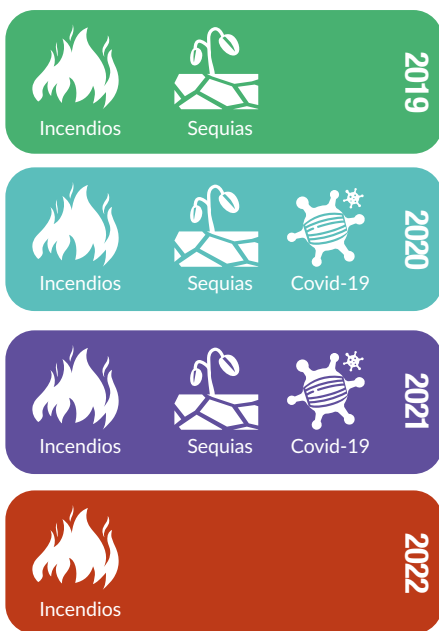 Incendios Sequias 2019
Incendios Sequias Covid-19 2020
Incendios Sequias Covid-19 2021
Incendios 2022